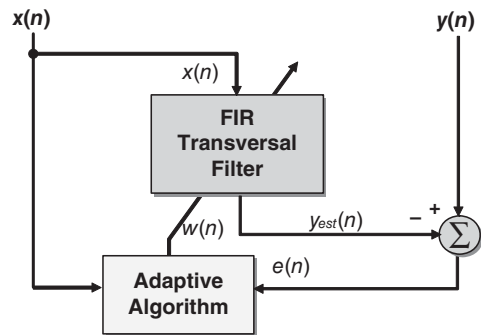 x(n)
y(n)
x(n)
FIR
Transversal
Filter
w(n)
yest(n)
− +
Σ
e(n)
Adaptive
Algorithm